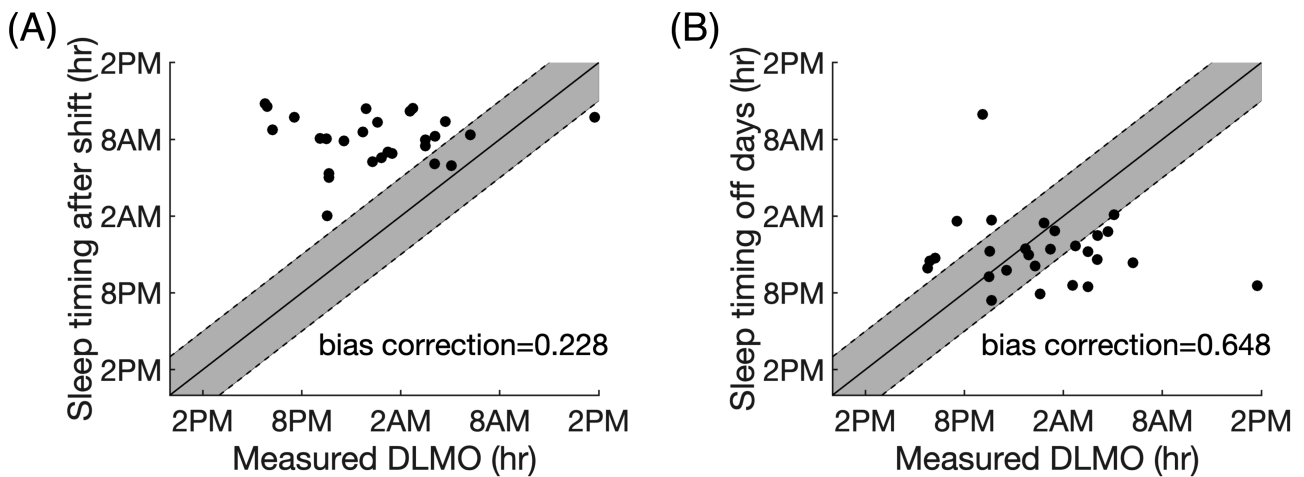 (A)
Sleep timing after shift (hr)
2PM
8AM
2AM
8PM
2PM
bias correction=0.228
2PM 8PM 2AM 8AM 2PM
Measured DLMO (hr)
(B)
Sleep timing off days (hr)
2PM
8AM
2AM
8PM
2PM
bias correction=0.648
2PM 8PM 2AM 8AM 2PM
Measured DLMO (hr)